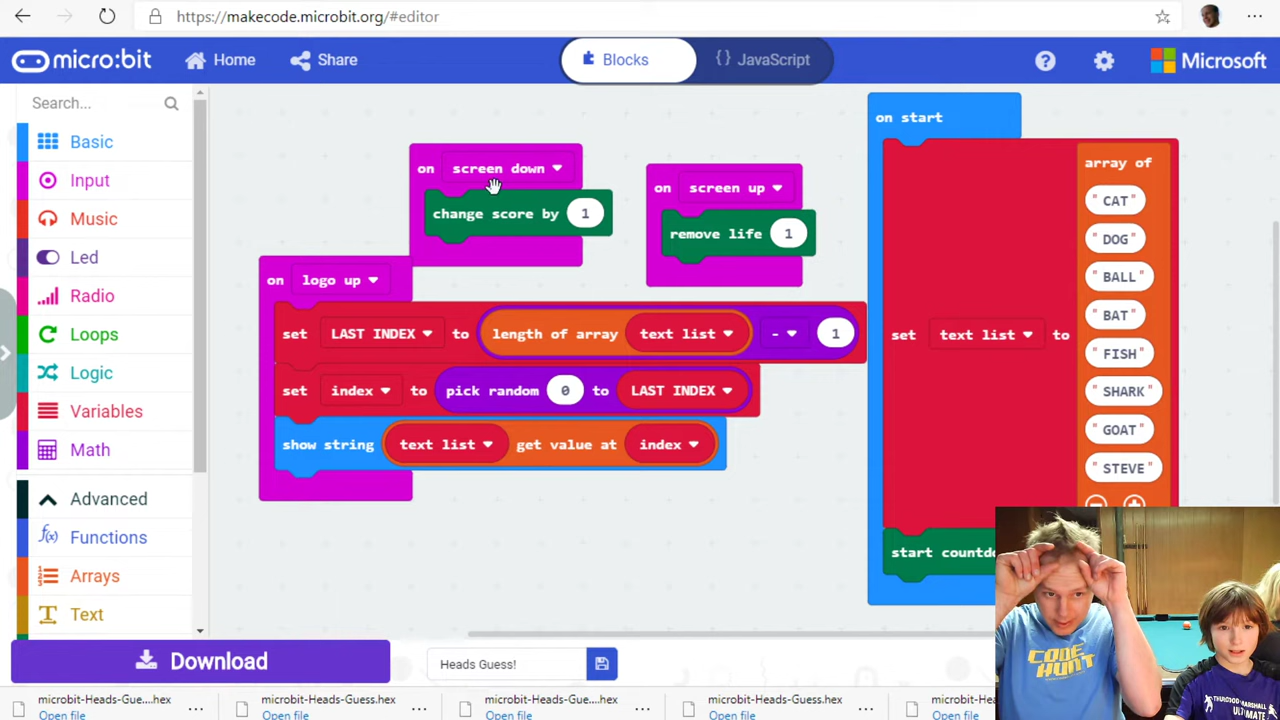 https://makecode.microbit.org/#editor
micro:bit
Home
Share
Blocks
{} JavaScript
?
Microsoft
Search...
Basic
Input
Music
Led
Radio
Loops
Logic
Variables
Math
Advanced
f(x) Functions
Arrays
T Text
on screen down
change score by 1
on screen up
remove life 1
on logo up
set LAST INDEX to length of array text list - 1
set index to pick random 0 to LAST INDEX
show string text list get value at index
on start
set text list to
array of
" CAT "
" DOG "
" BALL "
" BAT "
" FISH "
" SHARK "
" GOAT "
" STEVE "
start
Download
Heads Guess!
microbit-Heads-Gue....hex
Open file
microbit-Heads-Guess.hex
Open file
microbit-Heads-Gue....hex
Open file
microbit-Heads-Guess.hex
Open file
microbit-Heads-Gue
Open file
CODE
HUNT
THURGOOD MARSHALL